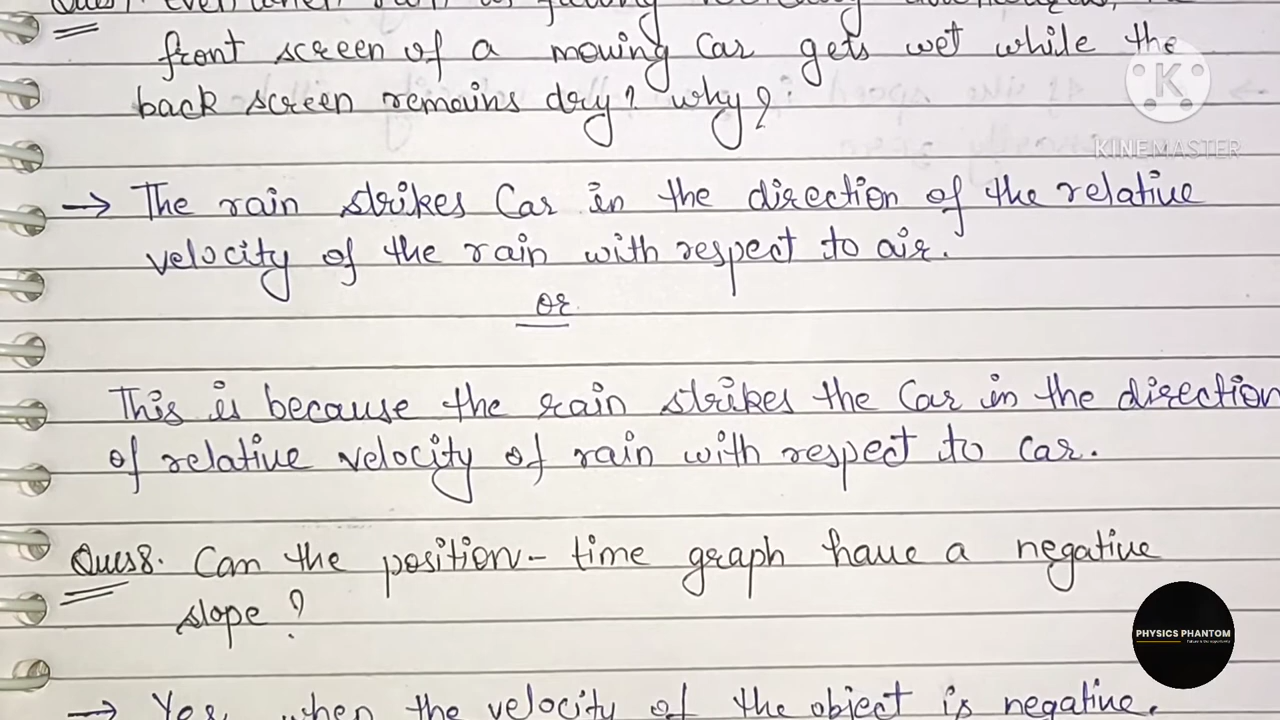 front screen of a moving Car gets wet while the
back screen remains dry? why?
K
KINEMASTER
→ The rain strikes Car in the direction of the relative
velocity of the rain with respect to air.
or
This is because the rain strikes the Car in the direction
of relative velocity of rain with respect to car.
Ques8. Can the position - time graph have a negative
slope?
PHYSICS PHANTOM
→ Yes, when the velocity of the object is negative.